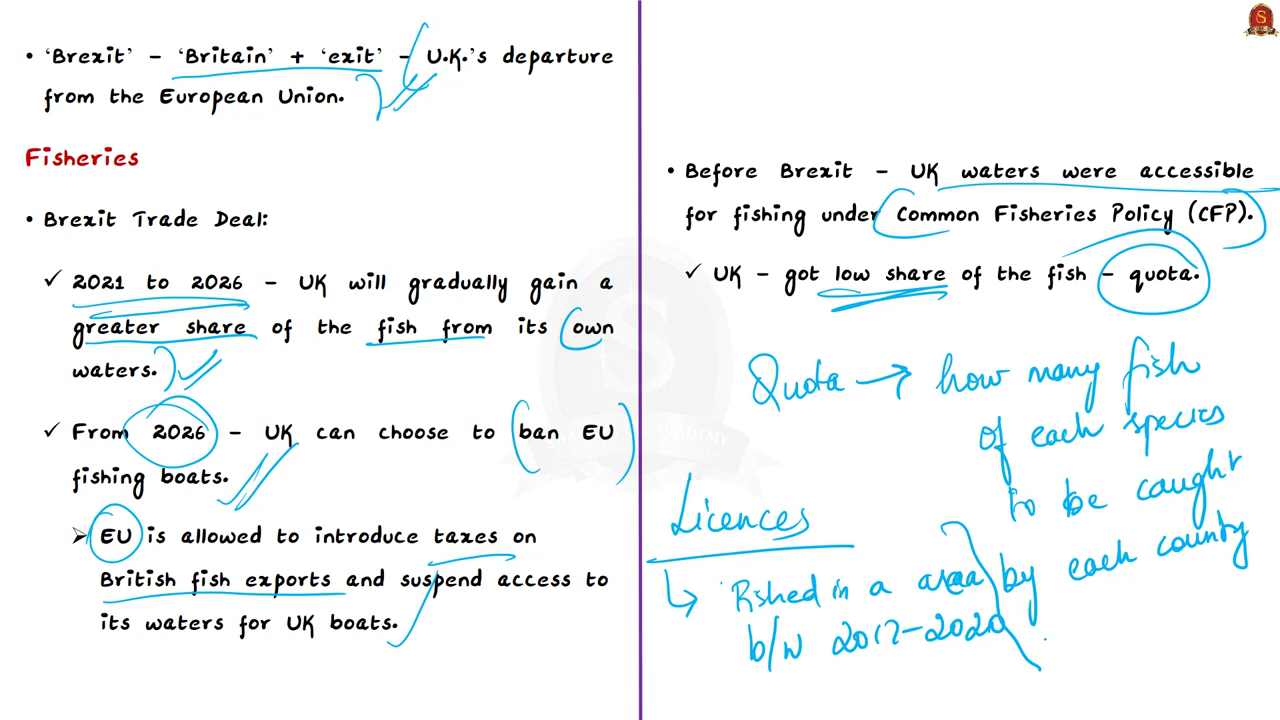 • 'Brexit' – 'Britain' + 'exit' – U.K.'s departure
from the European Union.
Fisheries
• Brexit Trade Deal:
✓ 2021 to 2026 – UK will gradually gain a
greater share of the fish from its own
waters.
✓ From 2026 – UK can choose to ban EU
fishing boats.
➢ EU is allowed to introduce taxes on
British fish exports and suspend access to
its waters for UK boats.
• Before Brexit – UK waters were accessible
for fishing under Common Fisheries Policy (CFP).
✓ UK – got low share of the fish – quota.
Quota → how many fish
of each species
to be caught
by each county
Licences
↳ Fished in a area
b/w 2017-2020